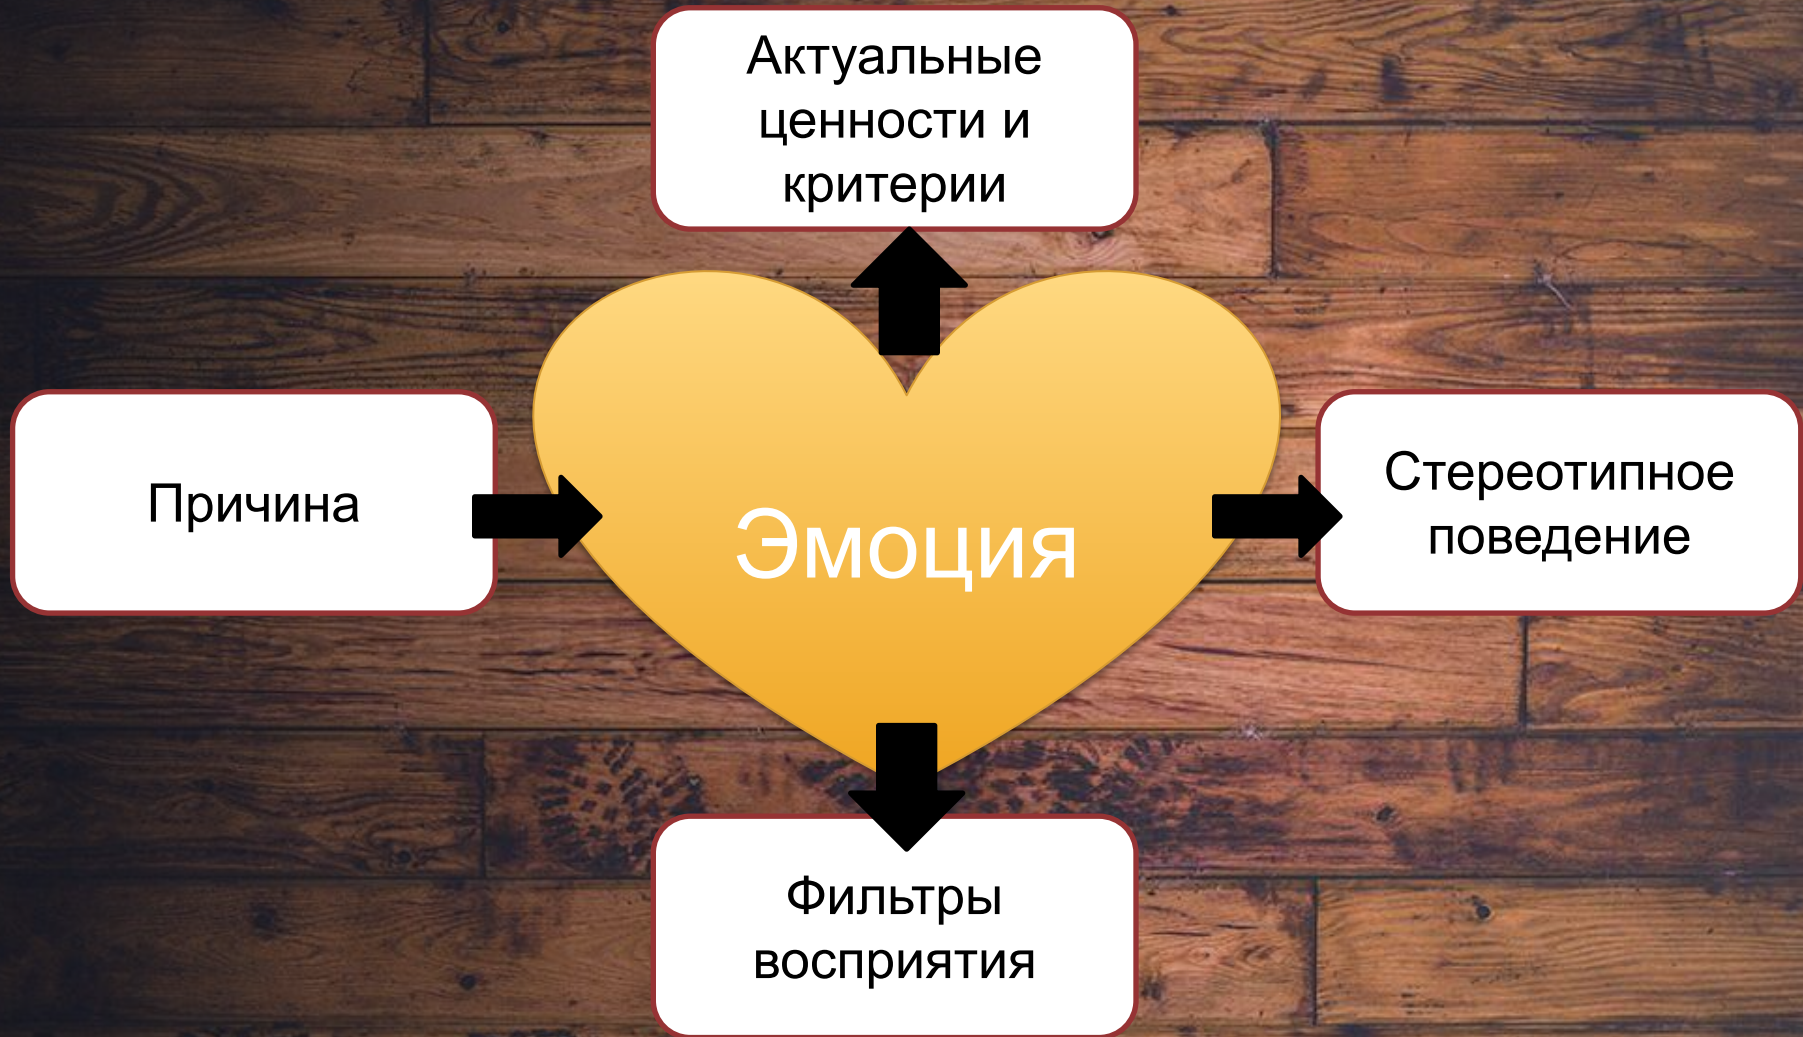 Актуальные
ценности и
критерии
Причина
Эмоция
Стереотипное
поведение
Фильтры
восприятия